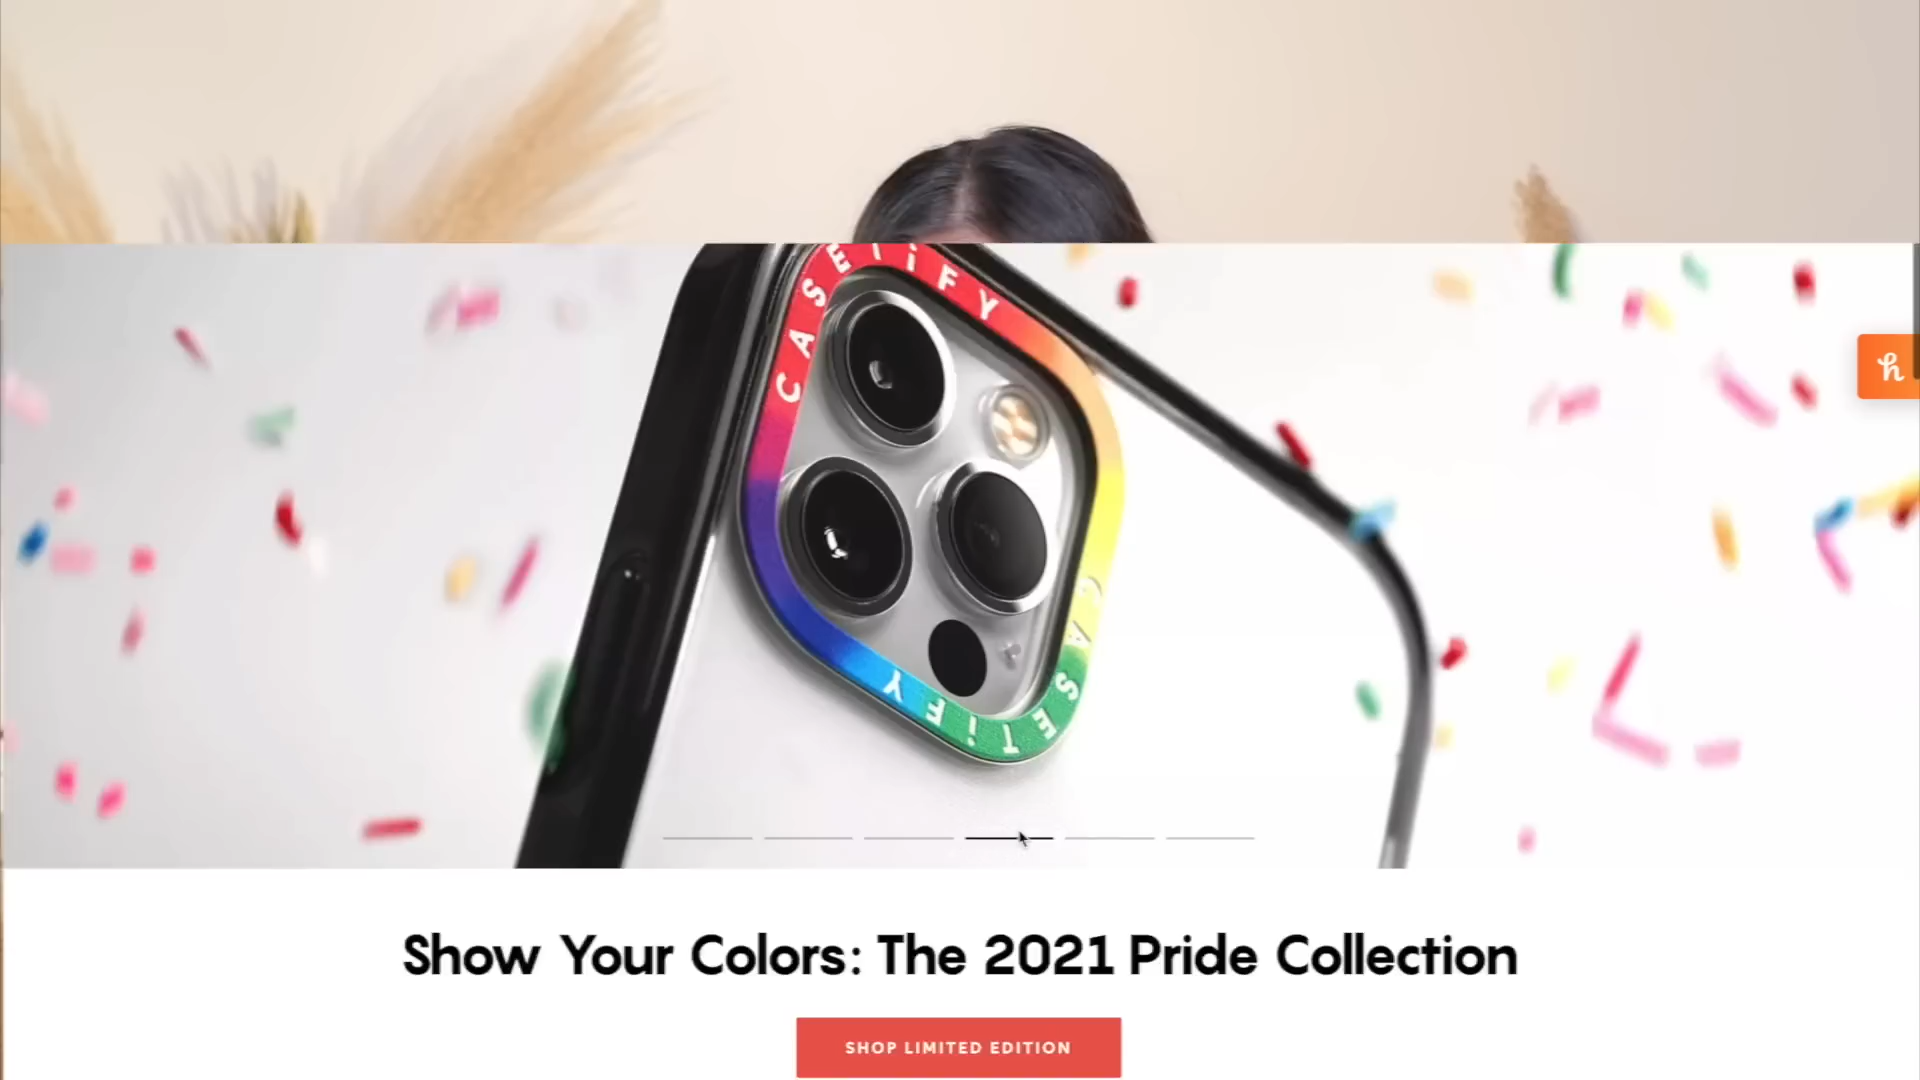 CASETiFY
CASETiFY
h
Show Your Colors: The 2021 Pride Collection
SHOP LIMITED EDITION